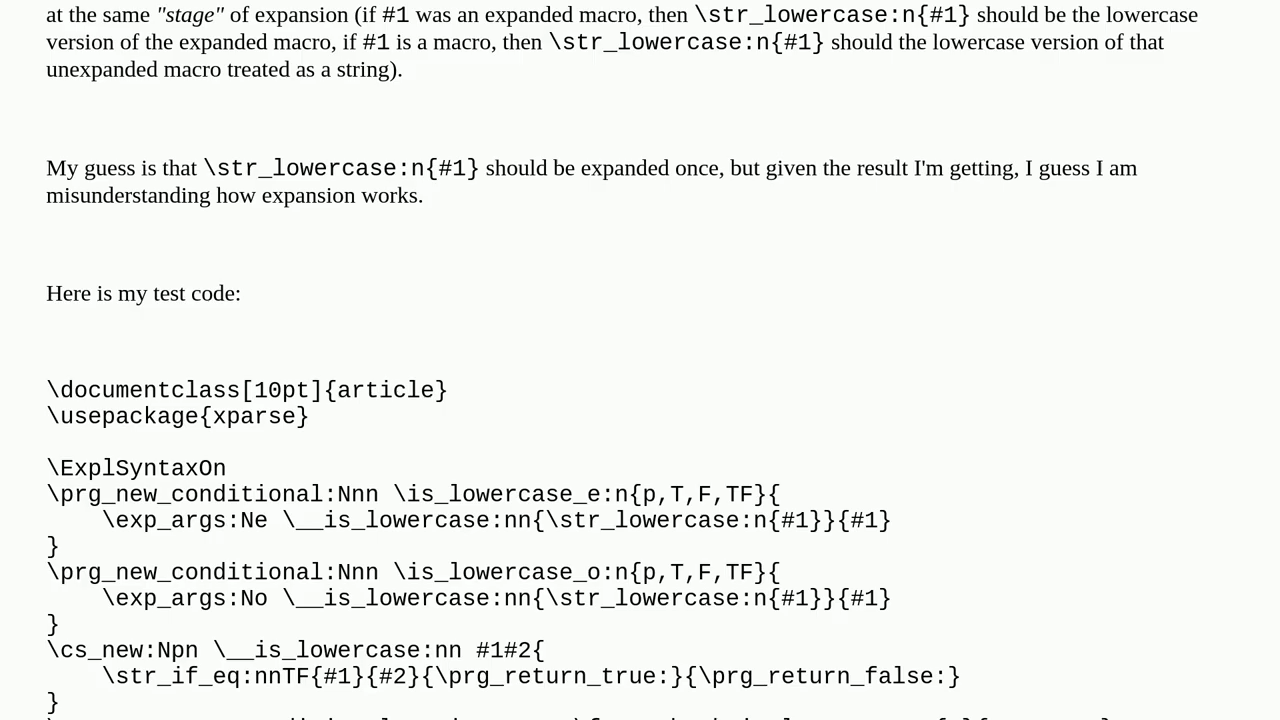 at the same "stage" of expansion (if #1 was an expanded macro, then \str_lowercase:n{#1} should be the lowercase
version of the expanded macro, if #1 is a macro, then \str_lowercase:n{#1} should the lowercase version of that
unexpanded macro treated as a string).
My guess is that \str_lowercase:n{#1} should be expanded once, but given the result I'm getting, I guess I am
misunderstanding how expansion works.
Here is my test code:
\documentclass[10pt]{article}
\usepackage{xparse}
\ExplSyntaxOn
\prg_new_conditional:Nnn \is_lowercase_e:n{p,T,F,TF}{
    \exp_args:Ne \__is_lowercase:nn{\str_lowercase:n{#1}}{#1}
}
\prg_new_conditional:Nnn \is_lowercase_o:n{p,T,F,TF}{
    \exp_args:No \__is_lowercase:nn{\str_lowercase:n{#1}}{#1}
}
\cs_new:Npn \__is_lowercase:nn #1#2{
    \str_if_eq:nnTF{#1}{#2}{\prg_return_true:}{\prg_return_false:}
}